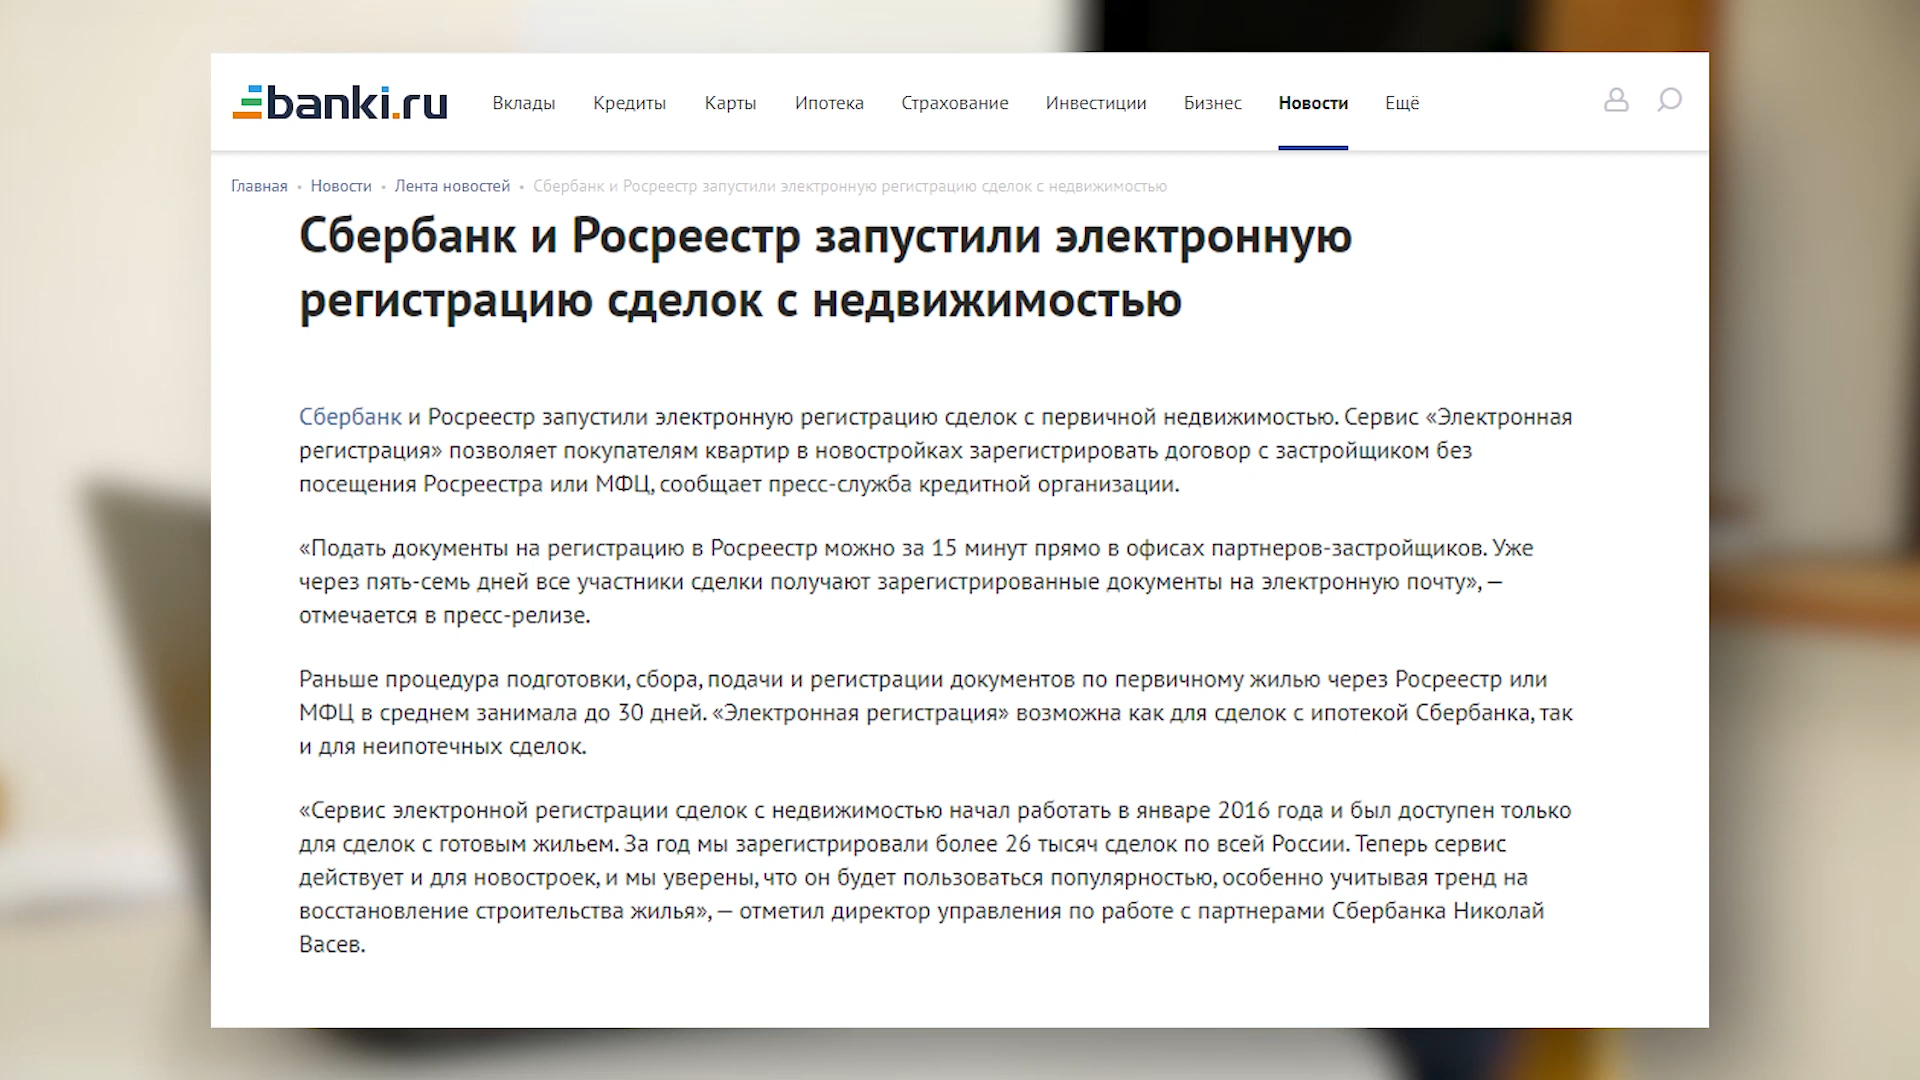 banki.ru Вклады Кредиты Карты Ипотека Страхование Инвестиции Бизнес Новости Ещё
Главная • Новости • Лента новостей • Сбербанк и Росреестр запустили электронную регистрацию сделок с недвижимостью
Сбербанк и Росреестр запустили электронную
регистрацию сделок с недвижимостью
Сбербанк и Росреестр запустили электронную регистрацию сделок с первичной недвижимостью. Сервис «Электронная
регистрация» позволяет покупателям квартир в новостройках зарегистрировать договор с застройщиком без
посещения Росреестра или МФЦ, сообщает пресс-служба кредитной организации.
«Подать документы на регистрацию в Росреестр можно за 15 минут прямо в офисах партнеров-застройщиков. Уже
через пять-семь дней все участники сделки получают зарегистрированные документы на электронную почту», —
отмечается в пресс-релизе.
Раньше процедура подготовки, сбора, подачи и регистрации документов по первичному жилью через Росреестр или
МФЦ в среднем занимала до 30 дней. «Электронная регистрация» возможна как для сделок с ипотекой Сбербанка, так
и для неипотечных сделок.
«Сервис электронной регистрации сделок с недвижимостью начал работать в январе 2016 года и был доступен только
для сделок с готовым жильем. За год мы зарегистрировали более 26 тысяч сделок по всей России. Теперь сервис
действует и для новостроек, и мы уверены, что он будет пользоваться популярностью, особенно учитывая тренд на
восстановление строительства жилья», — отметил директор управления по работе с партнерами Сбербанка Николай
Васев.